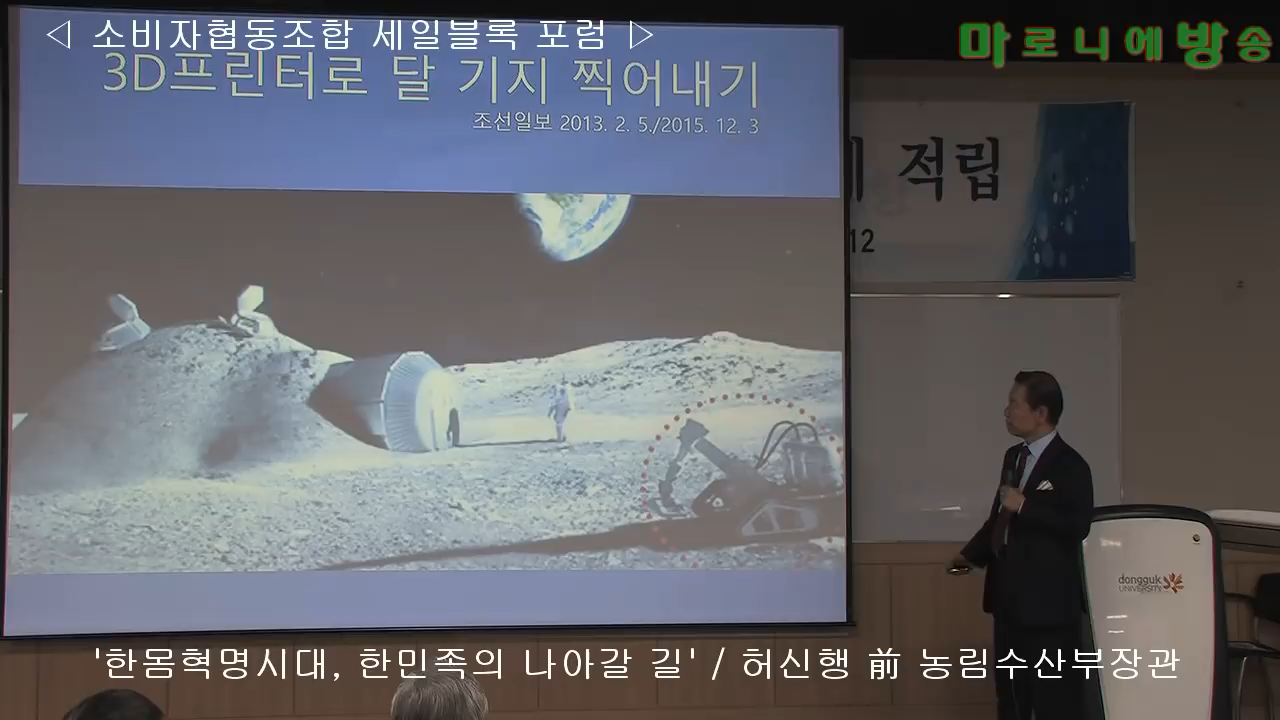 ◁ 소비자협동조합 세일블록 포럼 ▷
마로니에방송
3D프린터로 달 기지 찍어내기
조선일보 2013. 2. 5./2015. 12. 3
적립
12
dongguk
UNIVERSITY
'한몸혁명시대, 한민족의 나아갈 길' / 허신행 前 농림수산부장관